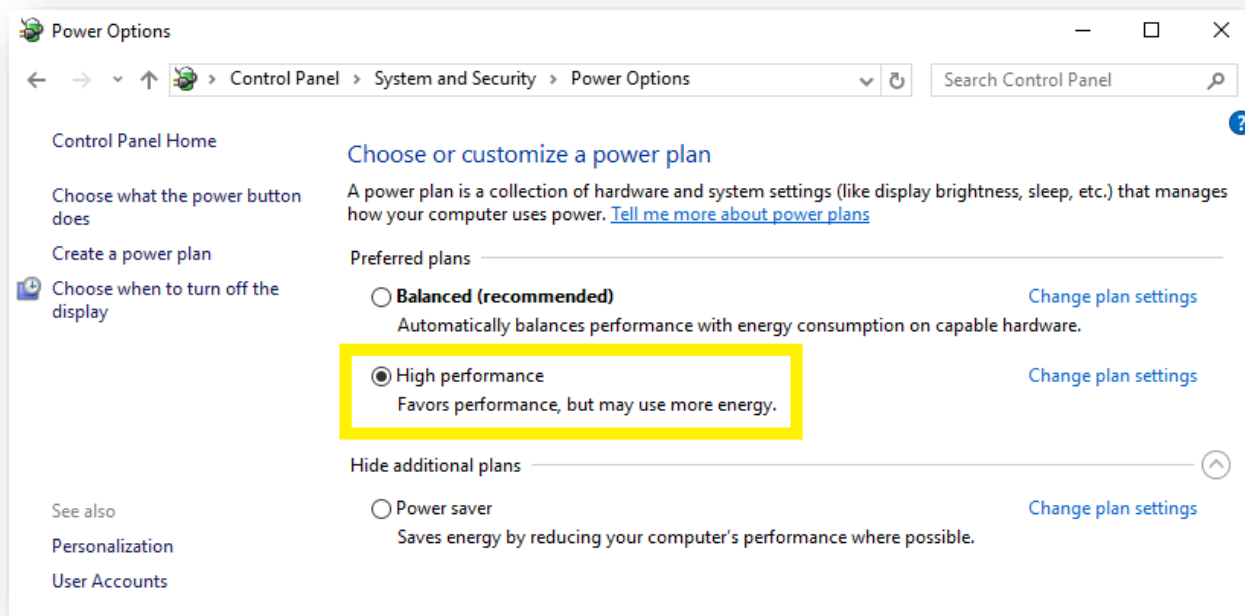 Power Options
Control Panel > System and Security > Power Options
Search Control Panel
?
Control Panel Home
Choose what the power button
does
Create a power plan
Choose when to turn off the
display
See also
Personalization
User Accounts
Choose or customize a power plan
A power plan is a collection of hardware and system settings (like display brightness, sleep, etc.) that manages
how your computer uses power. Tell me more about power plans
Preferred plans
Balanced (recommended) Change plan settings
Automatically balances performance with energy consumption on capable hardware.
High performance Change plan settings
Favors performance, but may use more energy.
Hide additional plans
Power saver Change plan settings
Saves energy by reducing your computer's performance where possible.